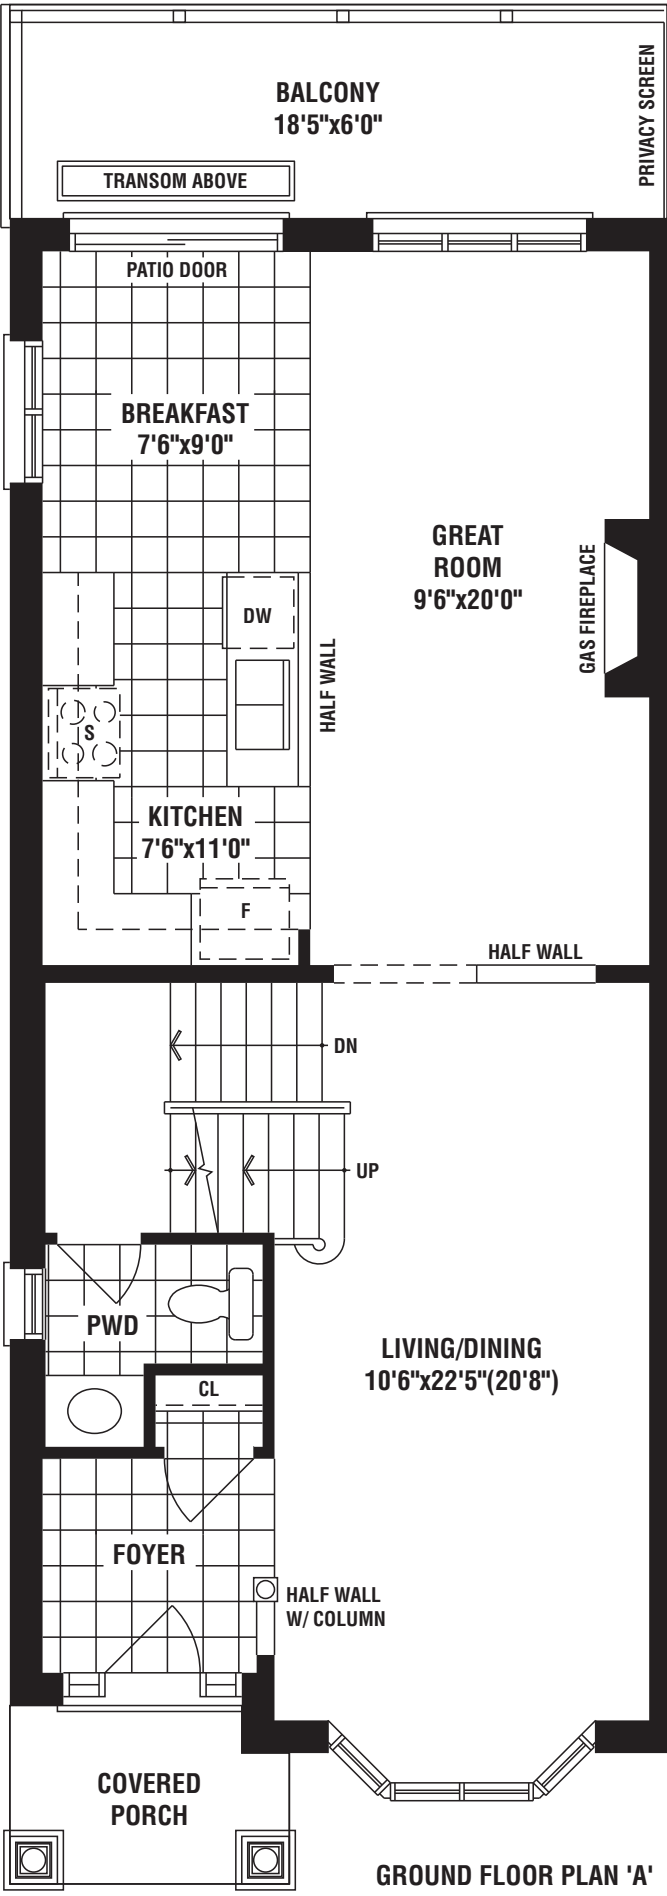 BALCONY
18'5"x6'0"
PRIVACY SCREEN
TRANSOM ABOVE
PATIO DOOR
BREAKFAST
7'6"x9'0"
GREAT
ROOM
9'6"x20'0"
GAS FIREPLACE
DW
HALF WALL
S
KITCHEN
7'6"x11'0"
F
HALF WALL
DN
UP
PWD
LIVING/DINING
10'6"x22'5"(20'8")
CL
FOYER
HALF WALL
W/ COLUMN
COVERED
PORCH
GROUND FLOOR PLAN 'A'